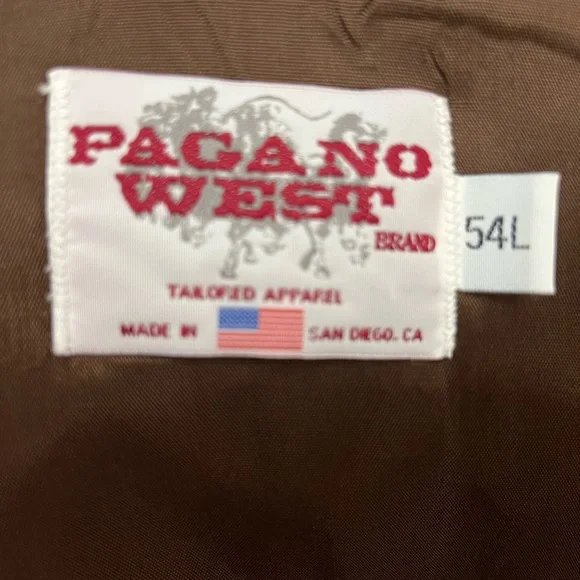 PAGANO
WEST
BRAND
54L
TAILORED APPAREL
MADE IN SAN DIEGO, CA